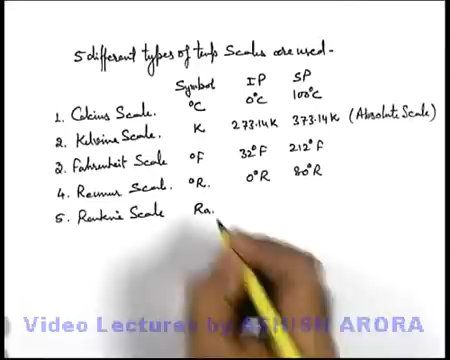 5 different types of temp Scales are used -
Symbol IP SP
1. Celcius Scale. °C 0°C 100°C
2. Kelvine Scale. K 273.14K 373.14K (Absolute Scale)
3. Fahrenheit Scale °F 32°F 212°F
4. Reumur Scale. °R. 0°R 80°R
5. Rankine Scale Ra.
Video Lectures by ASHISH ARORA